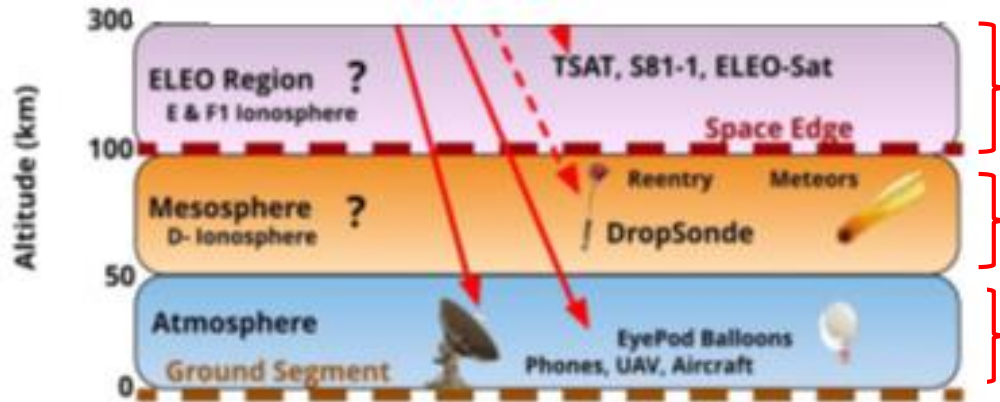 300
Altitude (km)
ELEO Region ?
E & F1 Ionosphere
TSAT, S81-1, ELEO-Sat
Space Edge
100
Mesosphere ?
D- Ionosphere
Reentry Meteors
DropSonde
50
Atmosphere
EyePod Balloons
Phones, UAV, Aircraft
Ground Segment
0